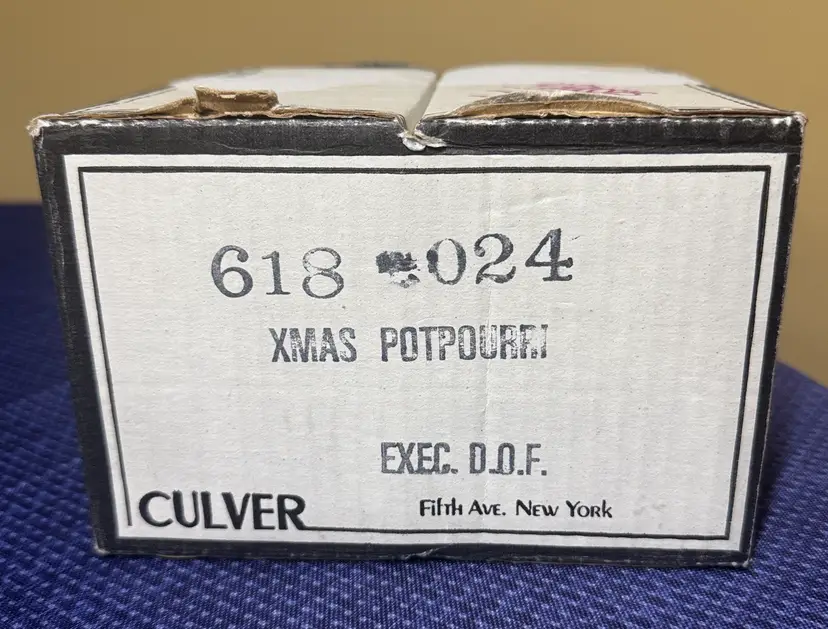 618 024
XMAS POTPOURRI
EXEC. D.O.F.
CULVER
Fifth Ave. New York